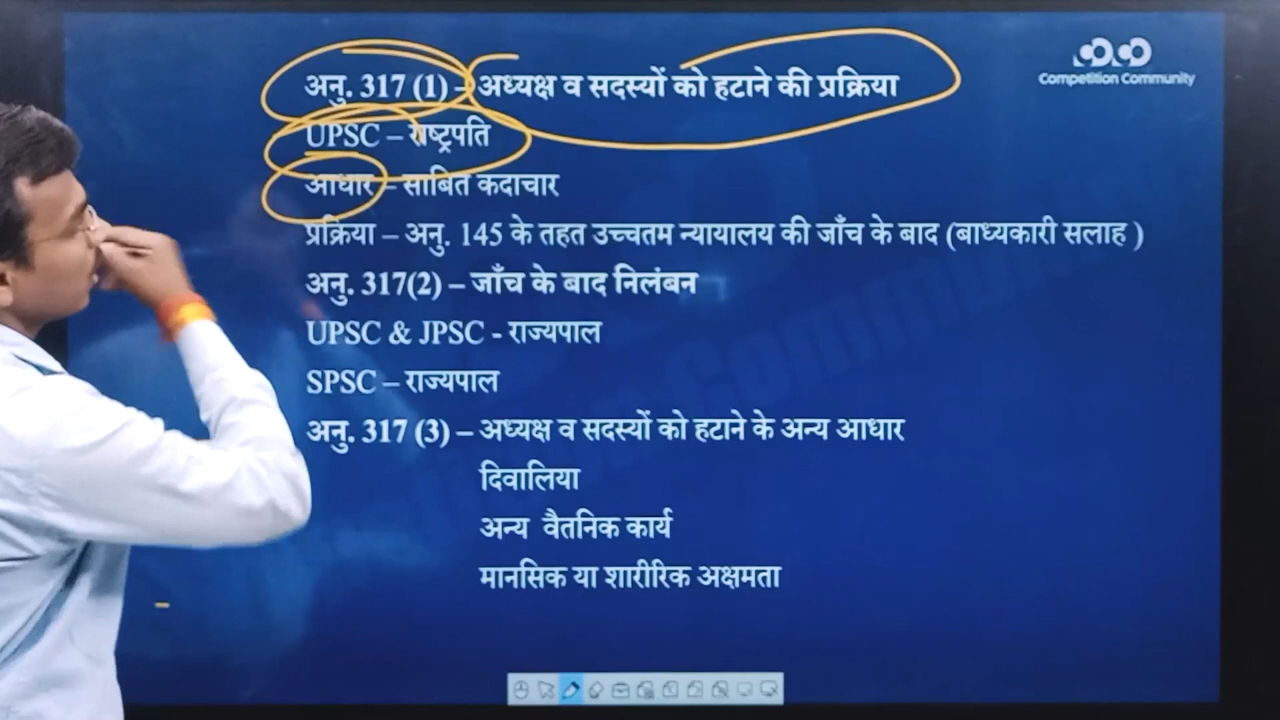 अनु. 317 (1) – अध्यक्ष व सदस्यों को हटाने की प्रक्रिया
Competition Community
UPSC – राष्ट्रपति
आधार – साबित कदाचार
प्रक्रिया – अनु. 145 के तहत उच्चतम न्यायालय की जाँच के बाद (बाध्यकारी सलाह )
अनु. 317(2) – जाँच के बाद निलंबन
UPSC & JPSC - राज्यपाल
SPSC – राज्यपाल
अनु. 317 (3) – अध्यक्ष व सदस्यों को हटाने के अन्य आधार
दिवालिया
अन्य वैतनिक कार्य
मानसिक या शारीरिक अक्षमता